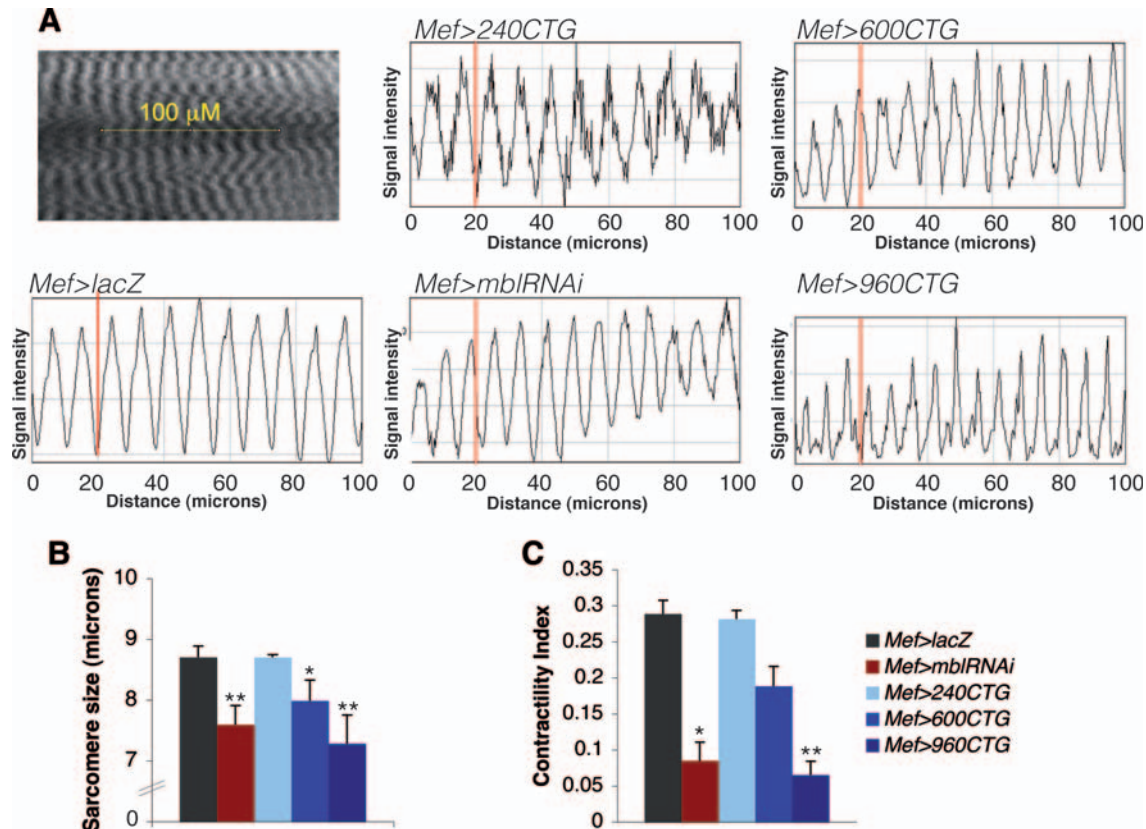 A
100 µM
Mef>240CTG
Signal intensity
0 20 40 60 80 100
Distance (microns)
Mef>600CTG
Signal intensity
0 20 40 60 80 100
Distance (microns)
Mef>lacZ
Signal intensity
0 20 40 60 80 100
Distance (microns)
Mef>mblRNAi
Signal intensity
0 20 40 60 80 100
Distance (microns)
Mef>960CTG
Signal intensity
0 20 40 60 80 100
Distance (microns)
B
Sarcomere size (microns)
10
9
8
7
0
**
*
**
C
Contractility Index
0.35
0.3
0.25
0.2
0.15
0.1
0.05
0
*
**
Mef>lacZ
Mef>mblRNAi
Mef>240CTG
Mef>600CTG
Mef>960CTG